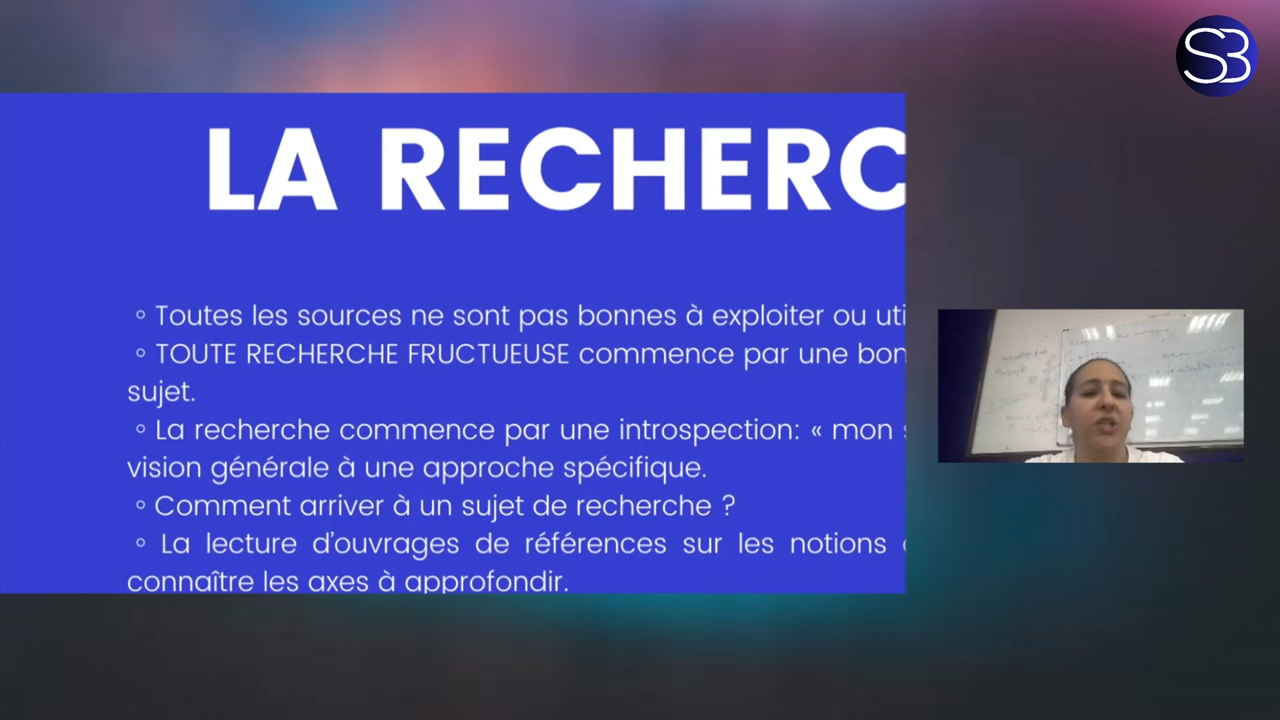 SB
LA RECHERC
◦ Toutes les sources ne sont pas bonnes à exploiter ou uti
◦ TOUTE RECHERCHE FRUCTUEUSE commence par une bon
sujet.
◦ La recherche commence par une introspection: « mon s
vision générale à une approche spécifique.
◦ Comment arriver à un sujet de recherche ?
◦ La lecture d'ouvrages de références sur les notions
connaître les axes à approfondir.